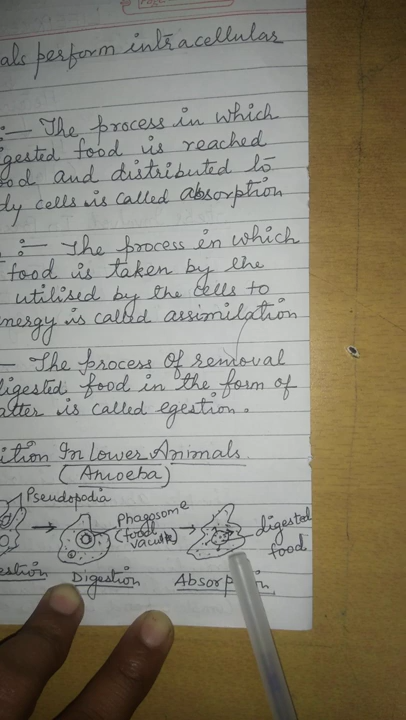 als perform intracellular
:— The process in which
gested food is reached
ood and distributed to
dy cells is called absorption
:— The process in which
food is taken by the
utilised by the cells to
nergy is called assimilation
— The process of removal
digested food in the form of
atter is called egestion.
ition In Lower Animals.
(Amoeba)
Pseudopodia
Phagosome
(food
vacuole)
digested
food
estion
Digestion
Absorp n.